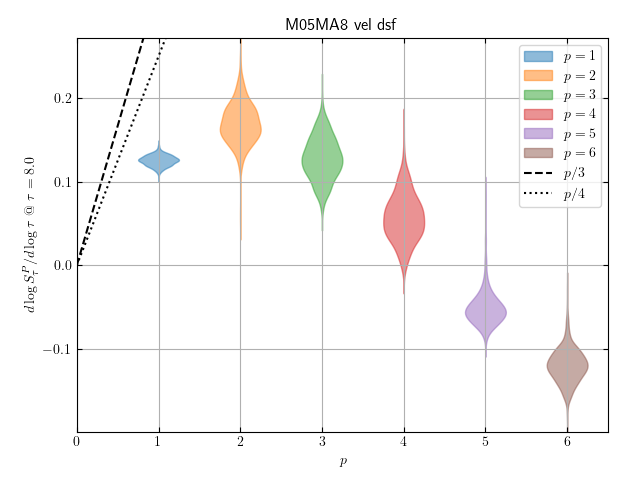 M05MA8 vel dsf
d log S_τ^P / d log τ @ τ = 8.0
0.2
0.1
0.0
−0.1
0 1 2 3 4 5 6
p
p = 1
p = 2
p = 3
p = 4
p = 5
p = 6
p/3
p/4